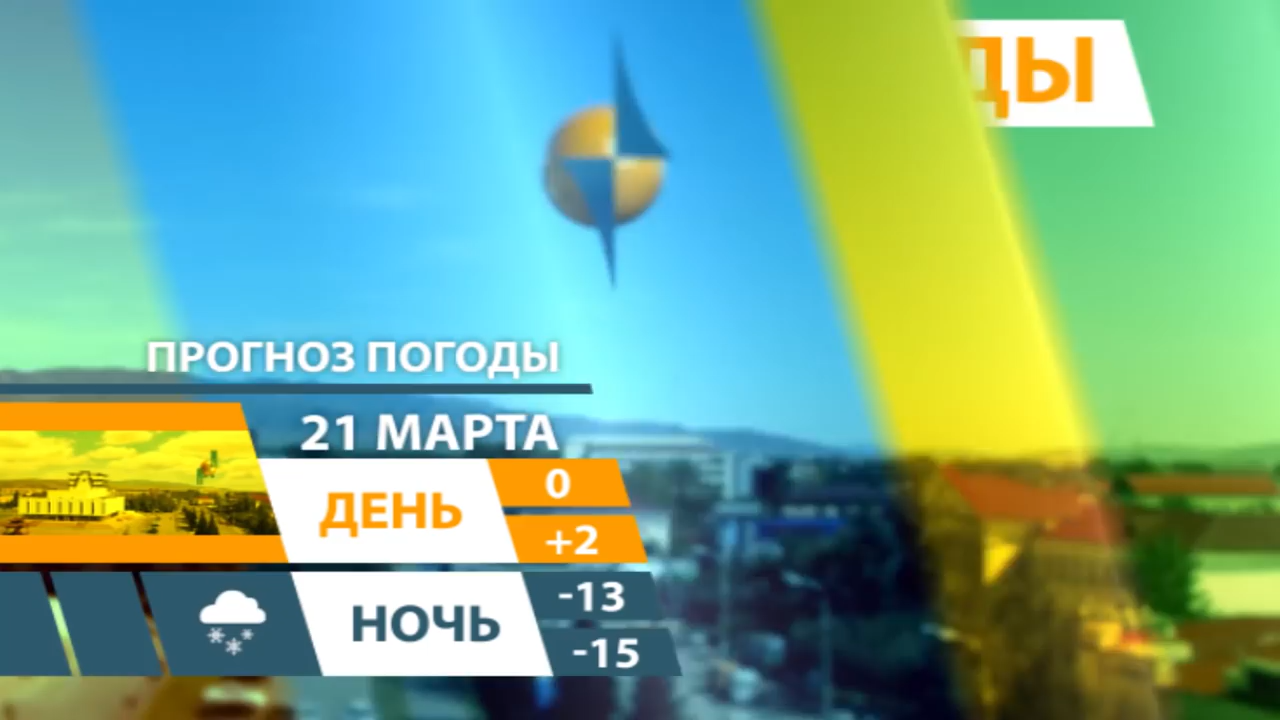 ДЫ
ПРОГНОЗ ПОГОДЫ
21 МАРТА
ДЕНЬ
0
+2
НОЧЬ
-13
-15